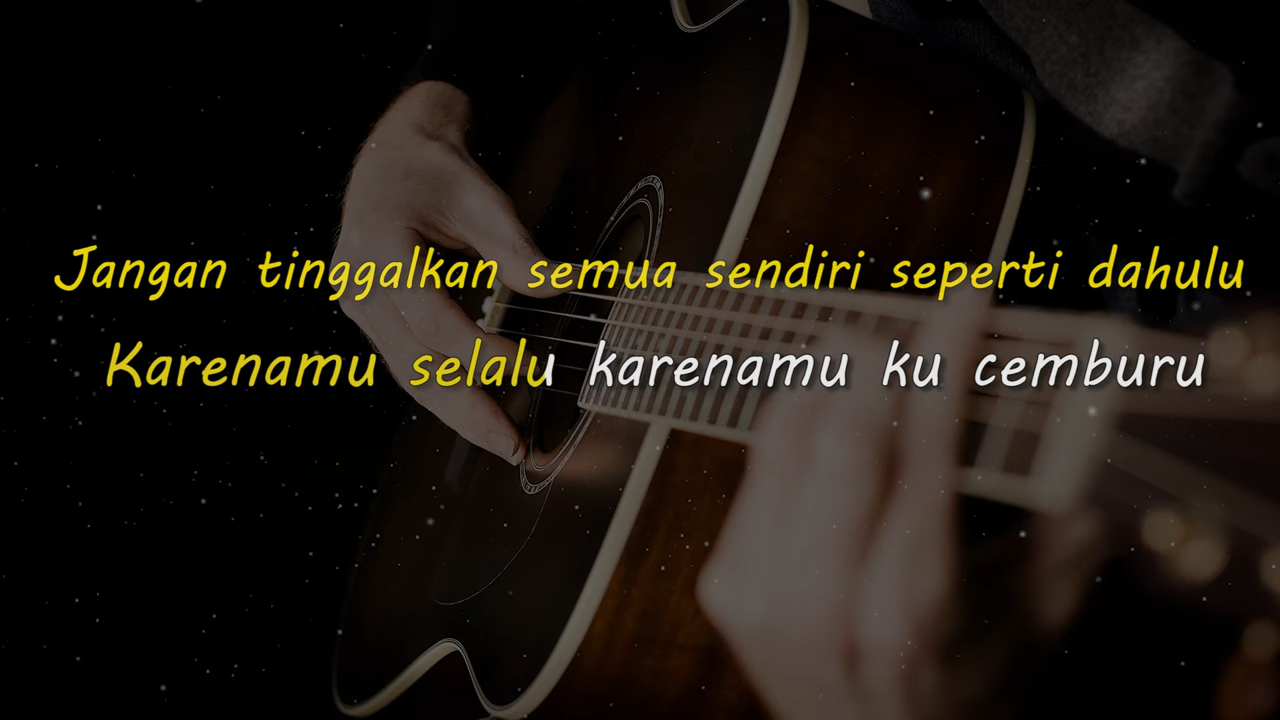 Jangan tinggalkan semua sendiri seperti dahulu
Karenamu selalu karenamu ku cemburu